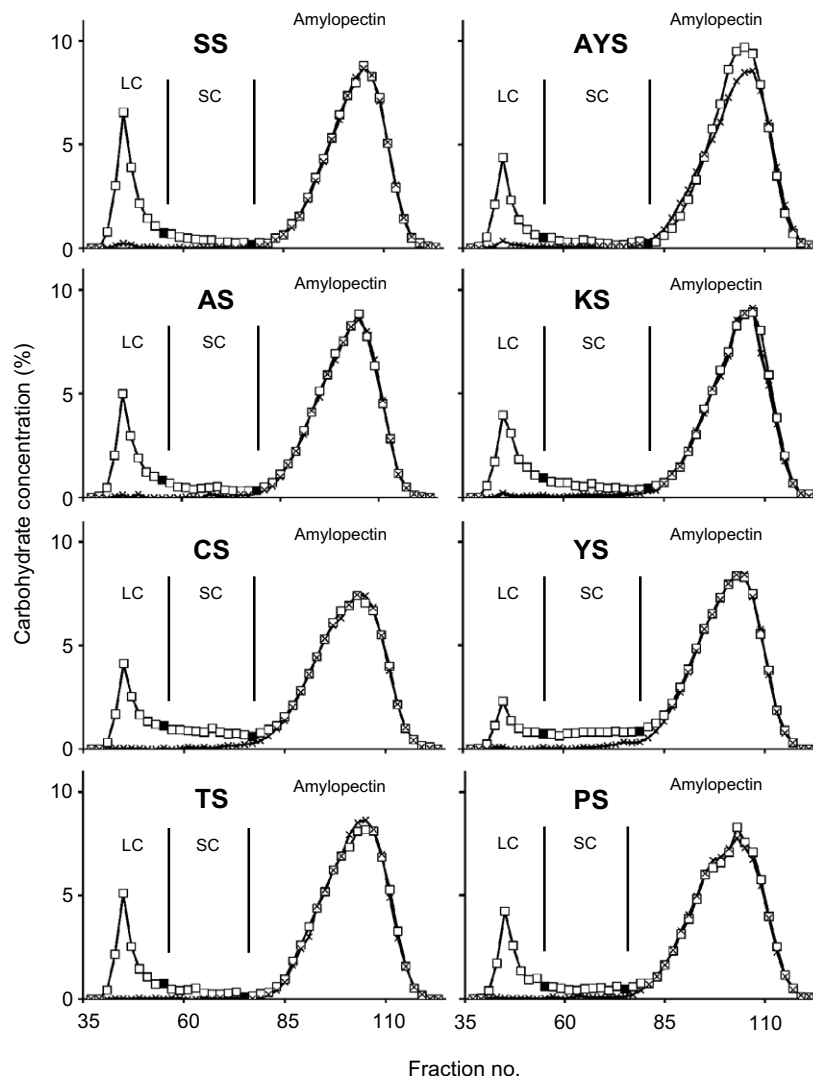 Amylopectin
Amylopectin
10
SS
AYS
LC
SC
LC
SC
5
0
Amylopectin
Amylopectin
10
AS
KS
LC
SC
LC
SC
5
0
Amylopectin
Amylopectin
10
CS
YS
LC
SC
LC
SC
5
0
Amylopectin
Amylopectin
10
TS
PS
LC
SC
LC
SC
5
0
35 60 85 110 35 60 85 110
Carbohydrate concentration (%)
Fraction no.